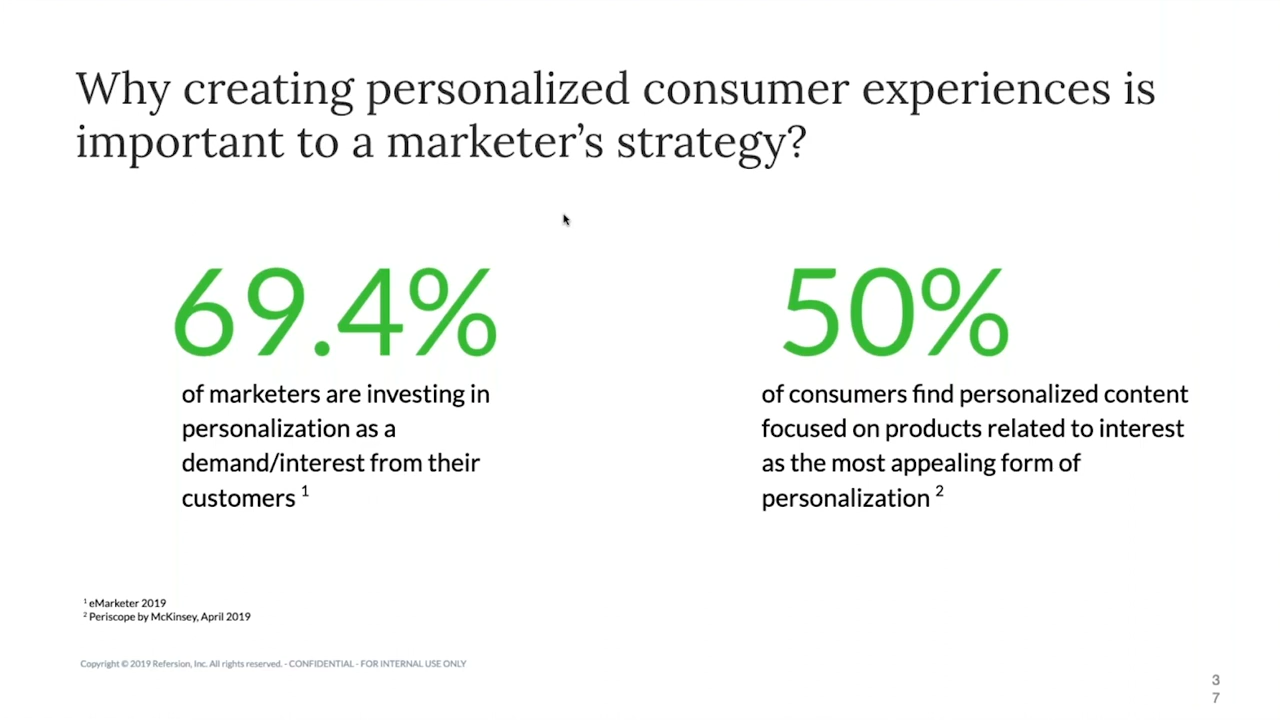 Why creating personalized consumer experiences is
important to a marketer’s strategy?
69.4%
of marketers are investing in
personalization as a
demand/interest from their
customers 1
50%
of consumers find personalized content
focused on products related to interest
as the most appealing form of
personalization 2
1 eMarketer 2019
2 Periscope by McKinsey, April 2019
Copyright © 2019 Refersion, Inc. All rights reserved. - CONFIDENTIAL - FOR INTERNAL USE ONLY
3
7